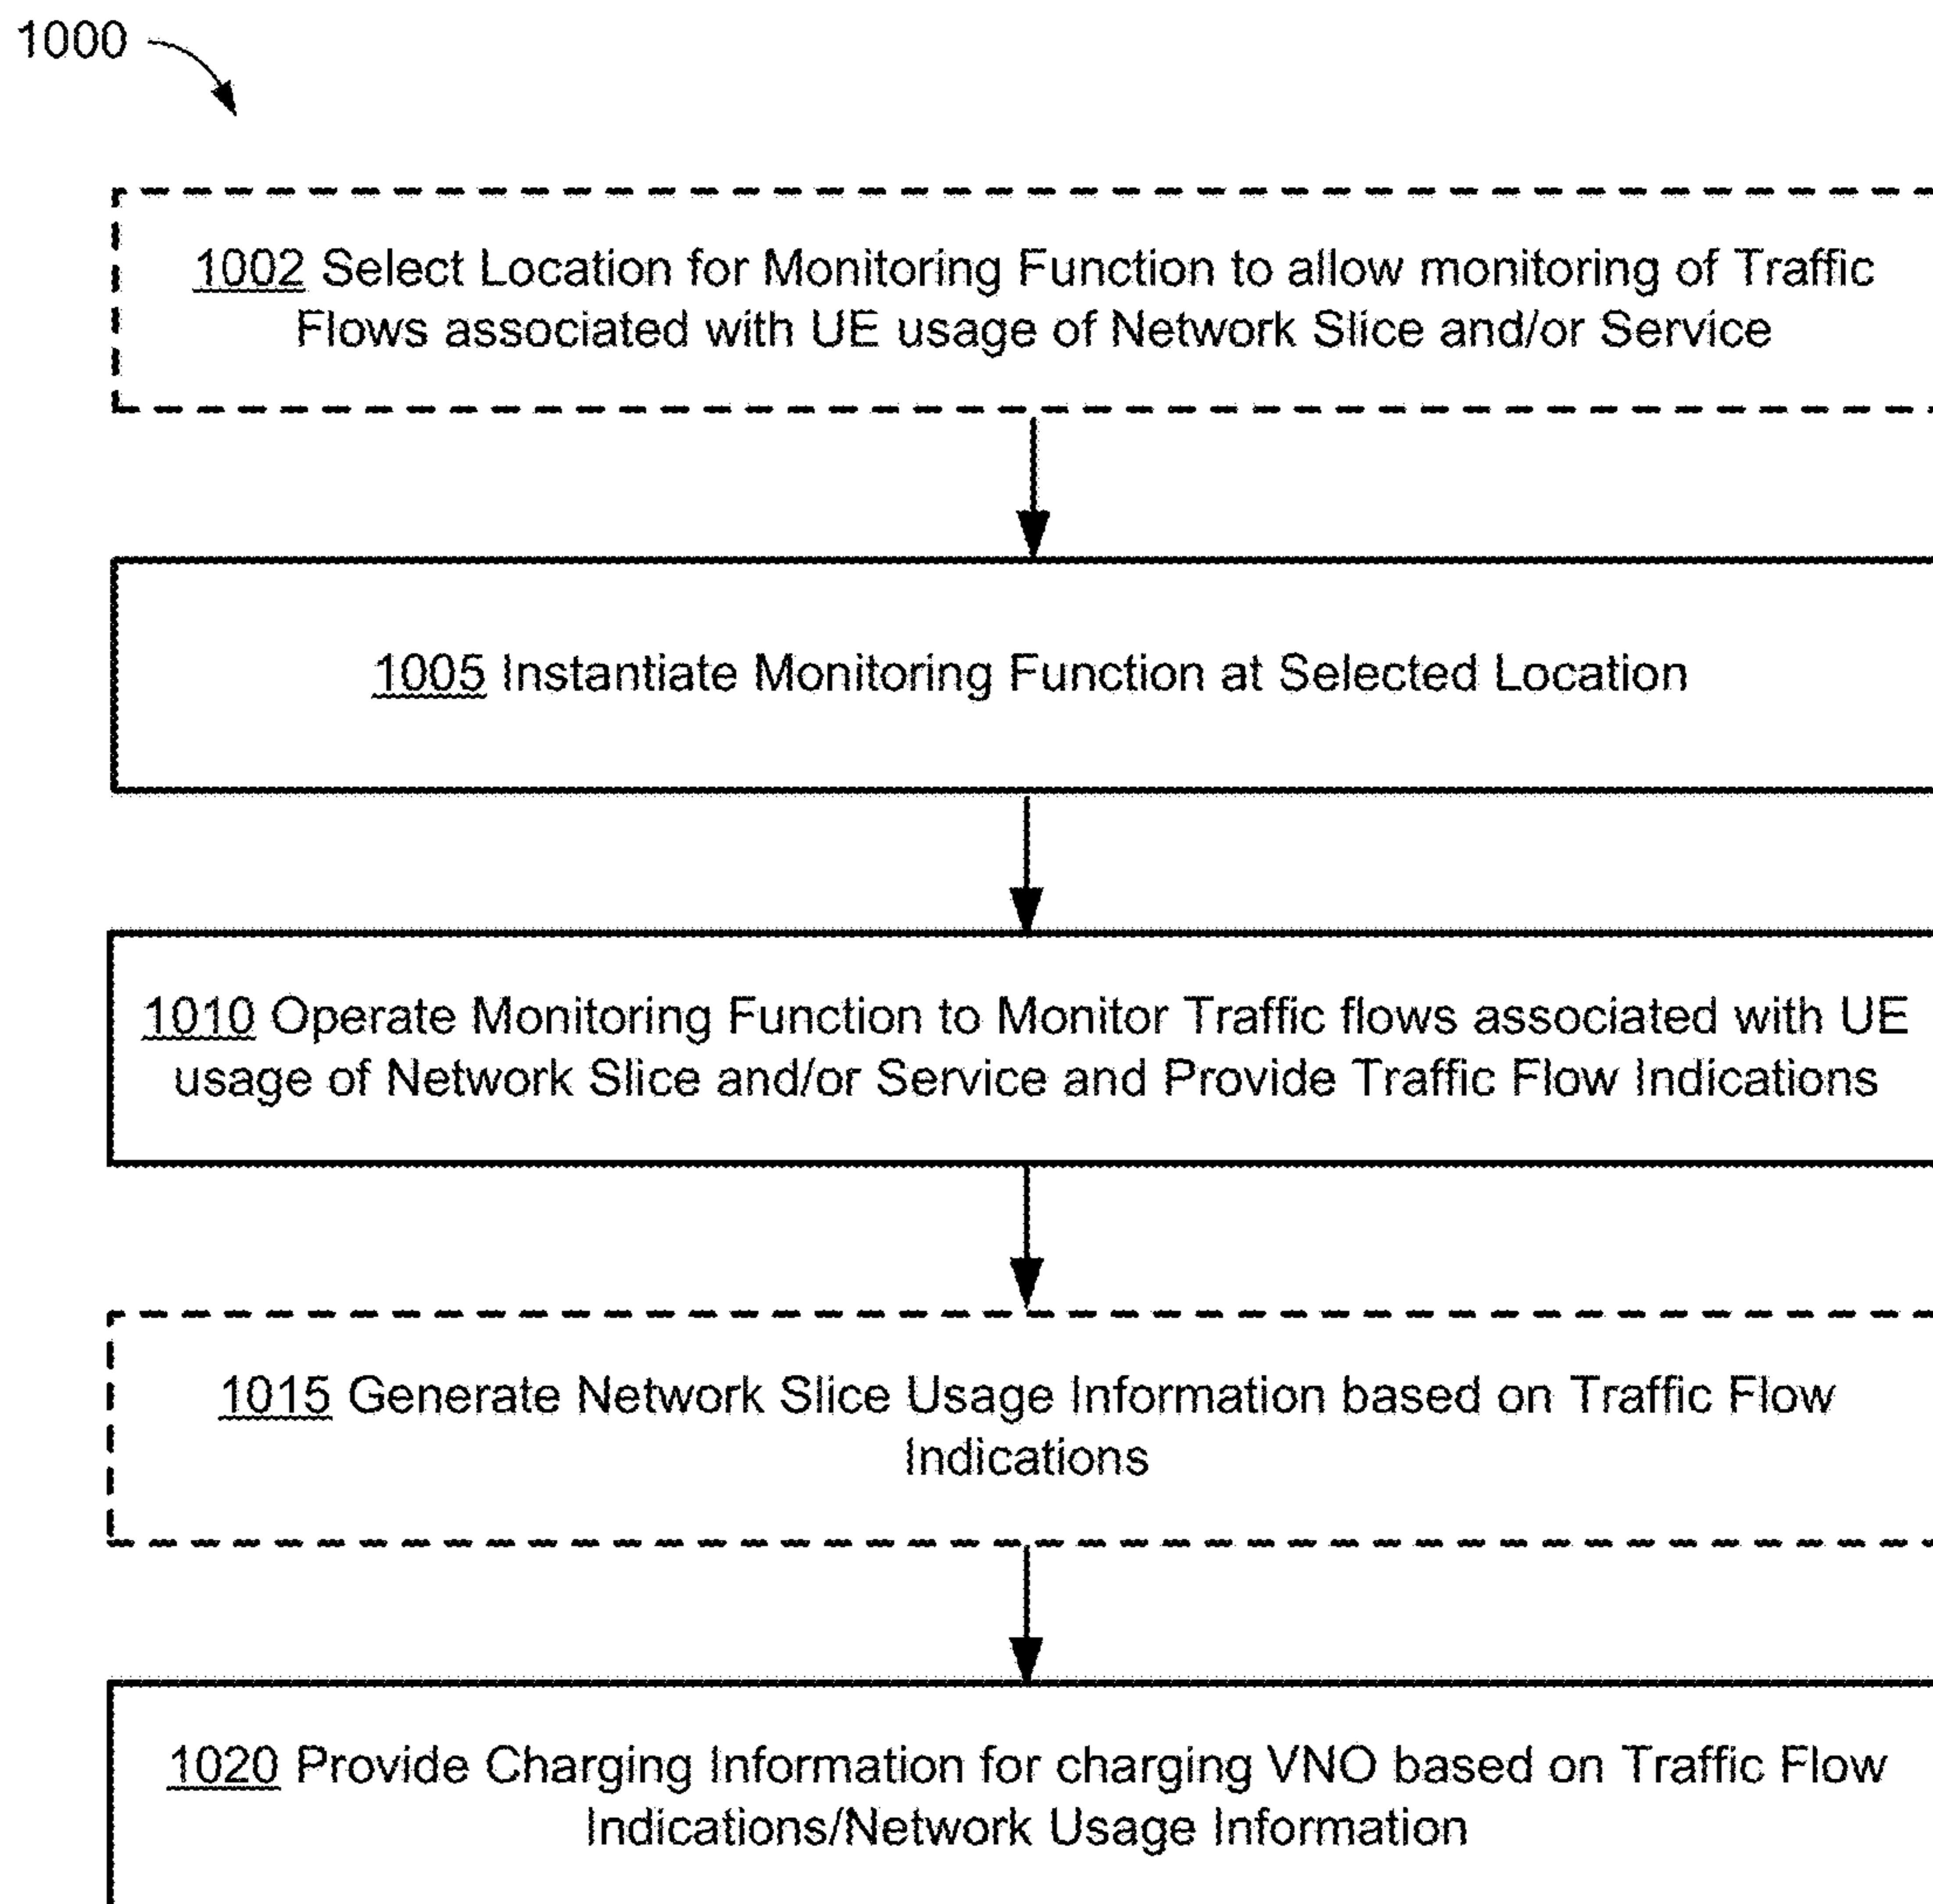 1000
1002 Select Location for Monitoring Function to allow monitoring of Traffic
Flows associated with UE usage of Network Slice and/or Service
1005 Instantiate Monitoring Function at Selected Location
1010 Operate Monitoring Function to Monitor Traffic flows associated with UE
usage of Network Slice and/or Service and Provide Traffic Flow Indications
1015 Generate Network Slice Usage Information based on Traffic Flow
Indications
1020 Provide Charging Information for charging VNO based on Traffic Flow
Indications/Network Usage Information